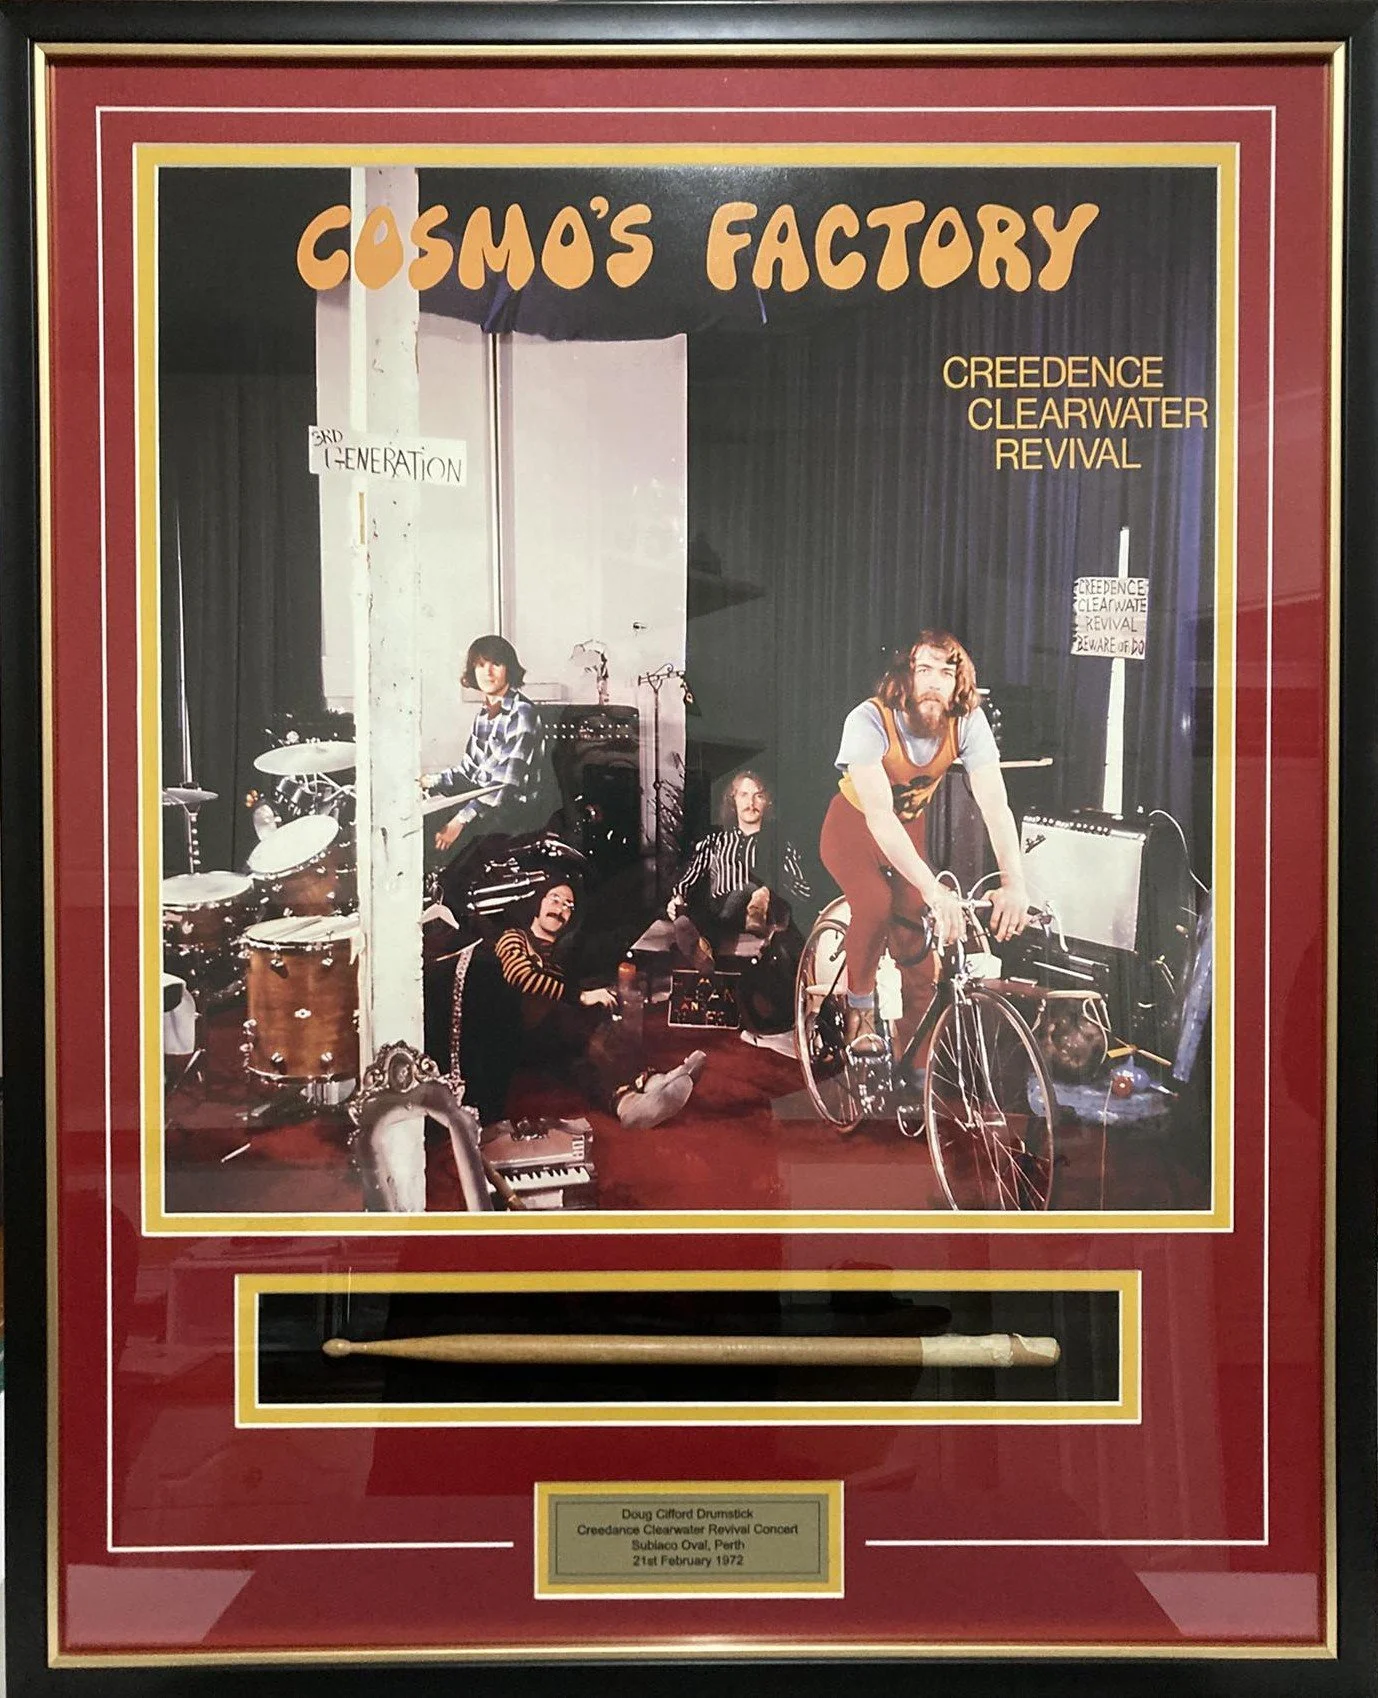 COSMO'S FACTORY
CREEDENCE
CLEARWATER
REVIVAL
3RD
GENERATION
CREEDENCE
CLEARWATE
REVIVAL
BEWARE OF DO
Doug Cifford Drumstick
Creedance Clearwater Revival Concert
Subiaco Oval, Perth
21st February 1972